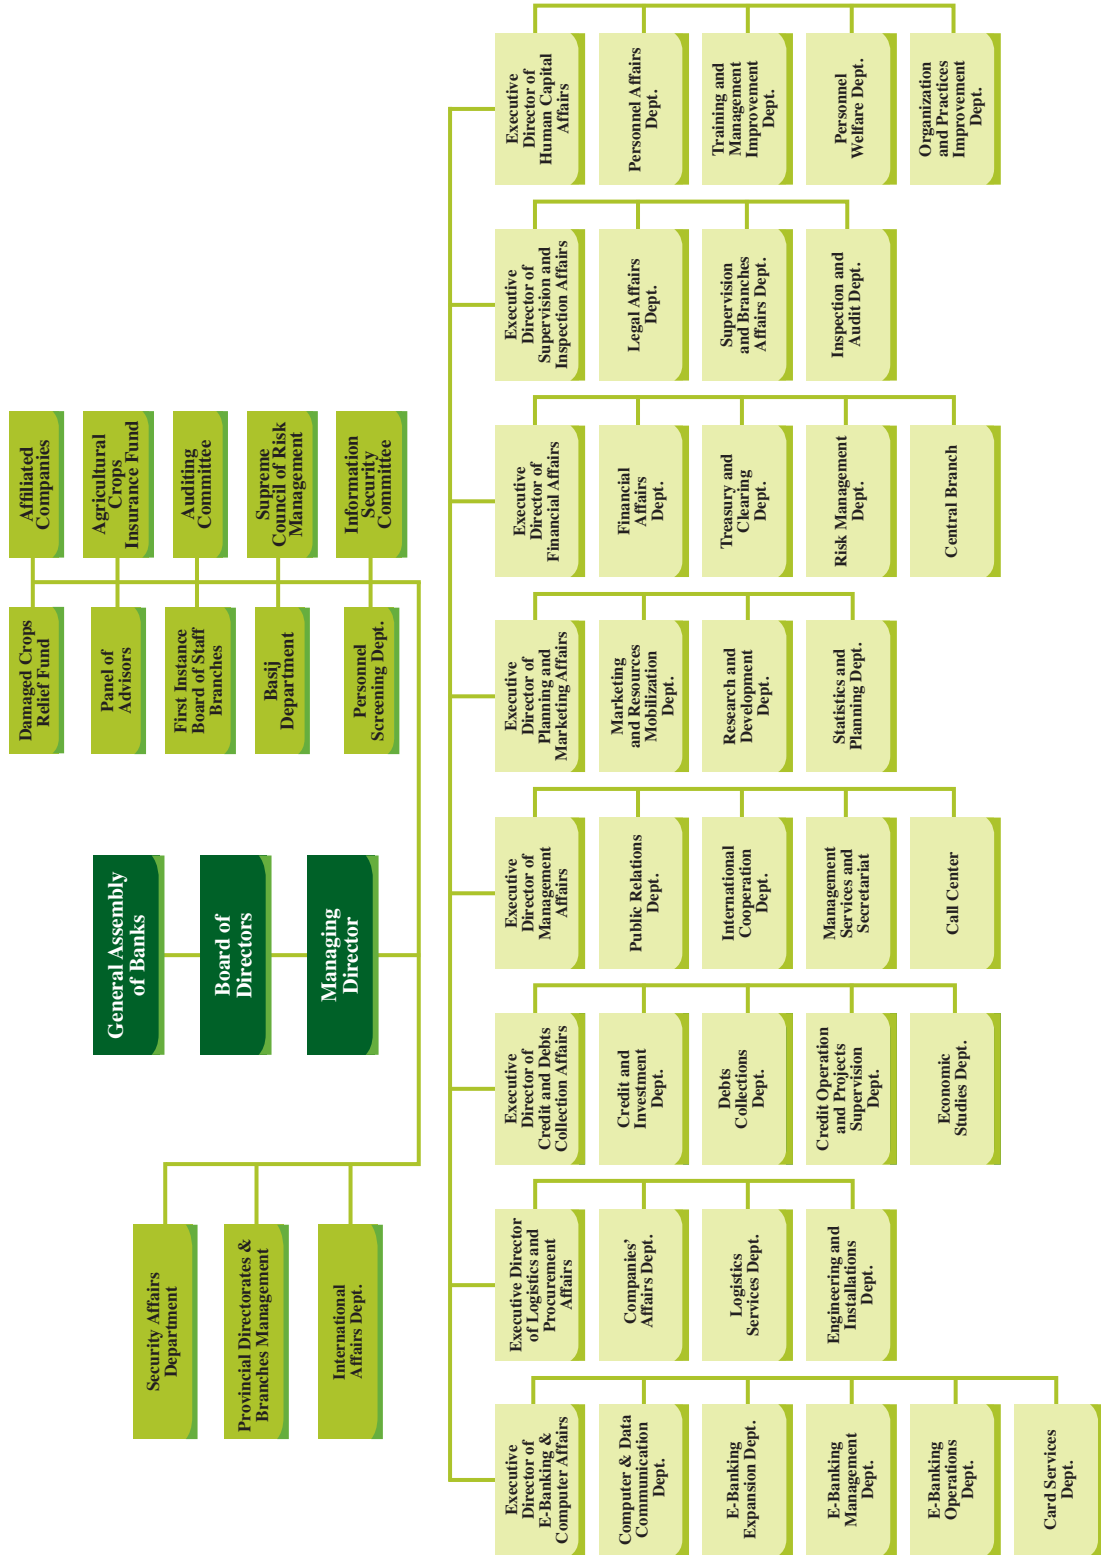 General Assembly
of Banks
Board of
Directors
Managing
Director
Security Affairs
Department
Provincial Directorates &
Branches Management
International
Affairs Dept.
Damaged Crops
Relief Fund
Affiliated
Companies
Panel of
Advisors
Agricultural
Crops
Insurance Fund
First Instance
Board of Staff
Branches
Auditing
Committee
Basij
Department
Supreme
Council of Risk
Management
Personnel
Screening Dept.
Information
Security
Committee
Executive
Director of
E-Banking &
Computer Affairs
Computer & Data
Communication
Dept.
E-Banking
Expansion Dept.
E-Banking
Management
Dept.
E-Banking
Operations
Dept.
Card Services
Dept.
Executive Director
of Logistics and
Procurement
Affairs
Companies’
Affairs Dept.
Logistics
Services Dept.
Engineering and
Installations
Dept.
Executive
Director of
Credit and Debts
Collection Affairs
Credit and
Investment
Dept.
Debts
Collections
Dept.
Credit Operation
and Projects
Supervision
Dept.
Economic
Studies Dept.
Executive
Director of
Management
Affairs
Public Relations
Dept.
International
Cooperation
Dept.
Management
Services and
Secretariat
Call Center
Executive
Director of
Planning and
Marketing Affairs
Marketing
and Resources
Mobilization
Dept.
Research and
Development
Dept.
Statistics and
Planning Dept.
Executive
Director of
Financial Affairs
Financial
Affairs
Dept.
Treasury and
Clearing
Dept.
Risk Management
Dept.
Central Branch
Executive
Director of
Supervision and
Inspection Affairs
Legal Affairs
Dept.
Supervision
and Branches
Affairs Dept.
Inspection and
Audit Dept.
Executive
Director of
Human Capital
Affairs
Personnel Affairs
Dept.
Training and
Management
Improvement
Dept.
Personnel
Welfare Dept.
Organization
and Practices
Improvement
Dept.